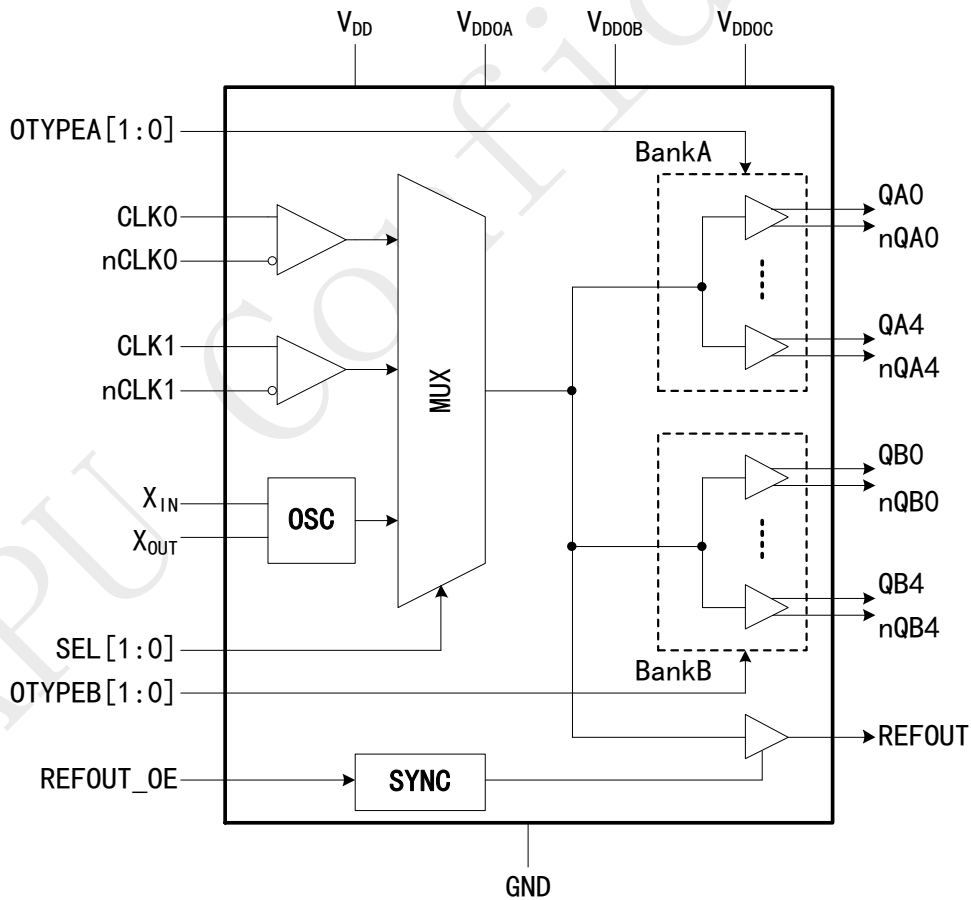 VDD VDDOA VDDOB VDDOC
OTYPEA[1:0]
BankA
CLK0
nCLK0
QA0
nQA0
CLK1
nCLK1
MUX
QA4
nQA4
XIN
XOUT
OSC
QB0
nQB0
QB4
nQB4
SEL[1:0]
OTYPEB[1:0]
BankB
REFOUT
REFOUT_OE
SYNC
GND